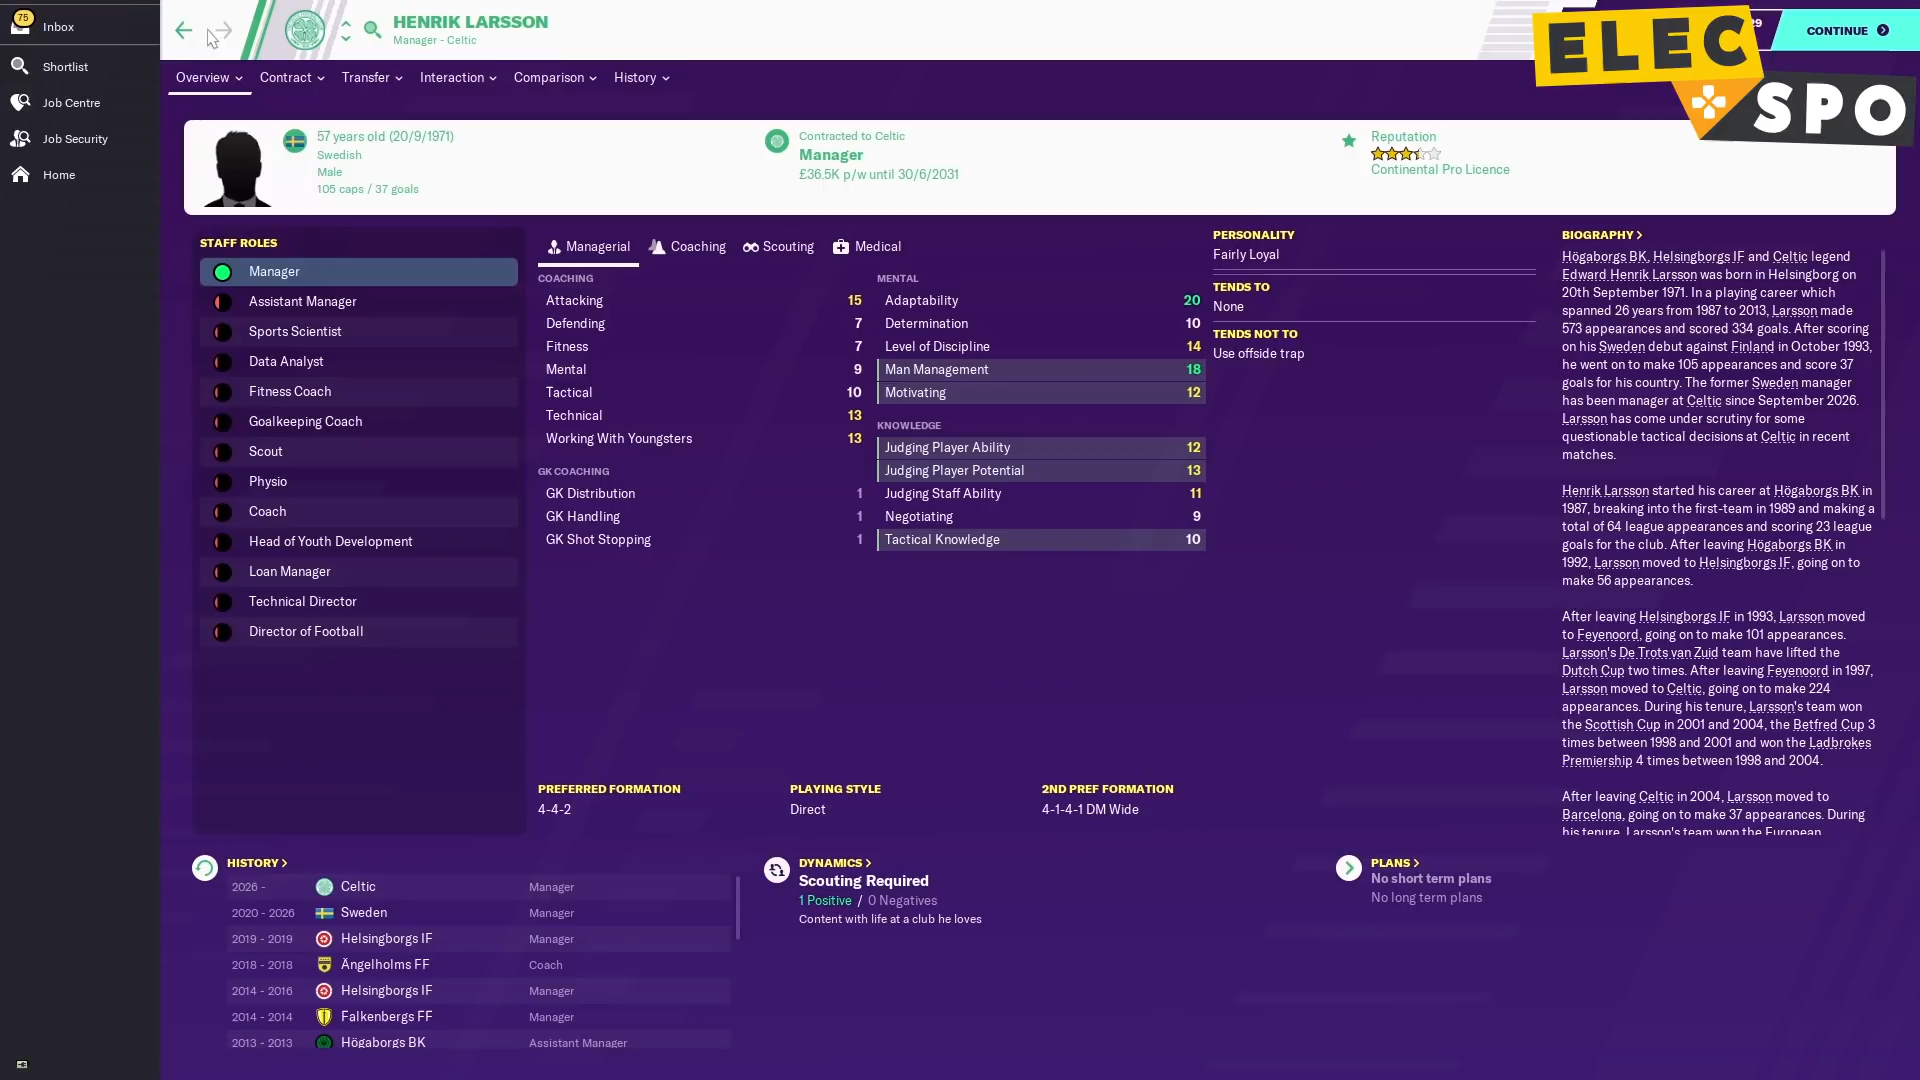 75
Inbox
Shortlist
Job Centre
Job Security
Home
HENRIK LARSSON
Manager - Celtic
29
CONTINUE
ELEC
SPO
Overview
Contract
Transfer
Interaction
Comparison
History
57 years old (20/9/1971)
Swedish
Male
105 caps / 37 goals
Contracted to Celtic
Manager
£36.5K p/w until 30/6/2031
Reputation
Continental Pro Licence
STAFF ROLES
Manager
Assistant Manager
Sports Scientist
Data Analyst
Fitness Coach
Goalkeeping Coach
Scout
Physio
Coach
Head of Youth Development
Loan Manager
Technical Director
Director of Football
Managerial
Coaching
Scouting
Medical
COACHING
Attacking 15
Defending 7
Fitness 7
Mental 9
Tactical 10
Technical 13
Working With Youngsters 13
GK COACHING
GK Distribution 1
GK Handling 1
GK Shot Stopping 1
MENTAL
Adaptability 20
Determination 10
Level of Discipline 14
Man Management 18
Motivating 12
KNOWLEDGE
Judging Player Ability 12
Judging Player Potential 13
Judging Staff Ability 11
Negotiating 9
Tactical Knowledge 10
PERSONALITY
Fairly Loyal
TENDS TO
None
TENDS NOT TO
Use offside trap
BIOGRAPHY >
Högaborgs BK, Helsingborgs IF and Celtic legend
Edward Henrik Larsson was born in Helsingborg on
20th September 1971. In a playing career which
spanned 26 years from 1987 to 2013, Larsson made
573 appearances and scored 334 goals. After scoring
on his Sweden debut against Finland in October 1993,
he went on to make 105 appearances and score 37
goals for his country. The former Sweden manager
has been manager at Celtic since September 2026.
Larsson has come under scrutiny for some
questionable tactical decisions at Celtic in recent
matches.
Henrik Larsson started his career at Högaborgs BK in
1987, breaking into the first-team in 1989 and making a
total of 64 league appearances and scoring 23 league
goals for the club. After leaving Högaborgs BK in
1992, Larsson moved to Helsingborgs IF, going on to
make 56 appearances.
After leaving Helsingborgs IF in 1993, Larsson moved
to Feyenoord, going on to make 101 appearances.
Larsson's De Trots van Zuid team have lifted the
Dutch Cup two times. After leaving Feyenoord in 1997,
Larsson moved to Celtic, going on to make 224
appearances. During his tenure, Larsson's team won
the Scottish Cup in 2001 and 2004, the Betfred Cup 3
times between 1998 and 2001 and won the Ladbrokes
Premiership 4 times between 1998 and 2004.
After leaving Celtic in 2004, Larsson moved to
Barcelona, going on to make 37 appearances. During
his tenure, Larsson's team won the European
PREFERRED FORMATION
4-4-2
PLAYING STYLE
Direct
2ND PREF FORMATION
4-1-4-1 DM Wide
HISTORY >
2026 - Celtic Manager
2020 - 2026 Sweden Manager
2019 - 2019 Helsingborgs IF Manager
2018 - 2018 Ängelholms FF Coach
2014 - 2016 Helsingborgs IF Manager
2014 - 2014 Falkenbergs FF Manager
2013 - 2013 Högaborgs BK Assistant Manager
DYNAMICS >
Scouting Required
1 Positive / 0 Negatives
Content with life at a club he loves
PLANS >
No short term plans
No long term plans